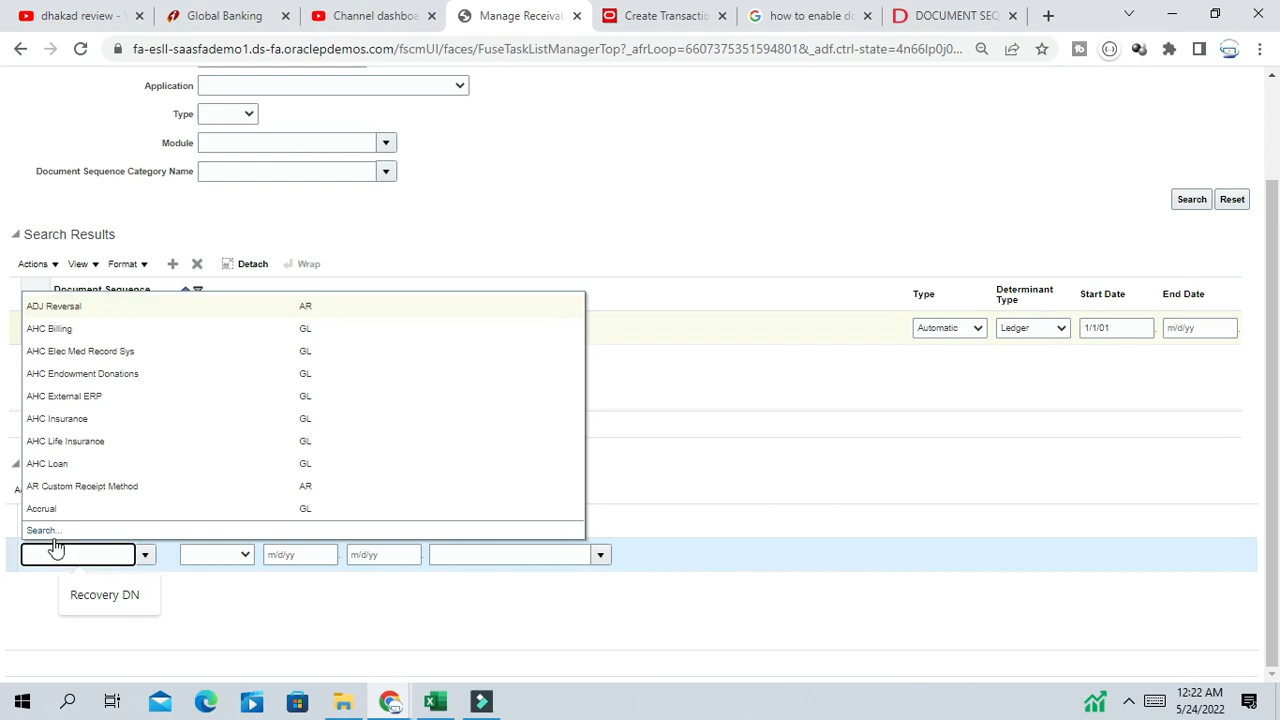 dhakad review - Yo
Global Banking
Channel dashboa
Manage Receivab
Create Transactio
how to enable do
DOCUMENT SEQ
fa-esll-saasfademo1.ds-fa.oraclepdemos.com/fscmUI/faces/FuseTaskListManagerTop?_afrLoop=66073753515948018&_adf.ctrl-state=4n66lp0j0...
Application
Type
Module
Document Sequence Category Name
Search Reset
Search Results
Actions View Format Detach Wrap
Document Sequence
Type Determinant Type Start Date End Date
Automatic Ledger 1/1/01 m/d/yy
ADJ Reversal AR
AHC Billing GL
AHC Elec Med Record Sys GL
AHC Endowment Donations GL
AHC External ERP GL
AHC Insurance GL
AHC Life Insurance GL
AHC Loan GL
AR Custom Receipt Method AR
Accrual GL
Search...
m/d/yy m/d/yy
Recovery DN
12:22 AM
5/24/2022